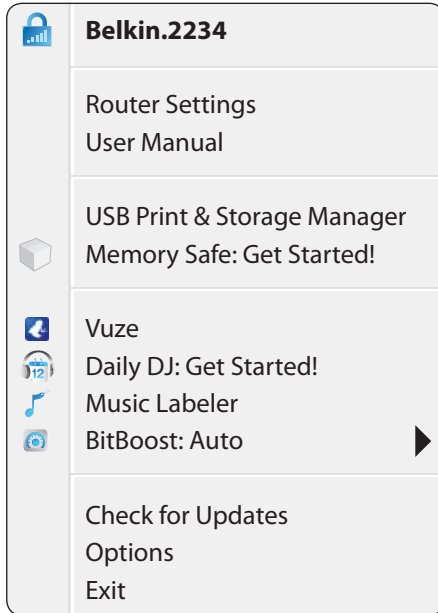 Belkin.2234
Router Settings
User Manual
USB Print & Storage Manager
Memory Safe: Get Started!
Vuze
12
Daily DJ: Get Started!
Music Labeler
BitBoost: Auto
Check for Updates
Options
Exit